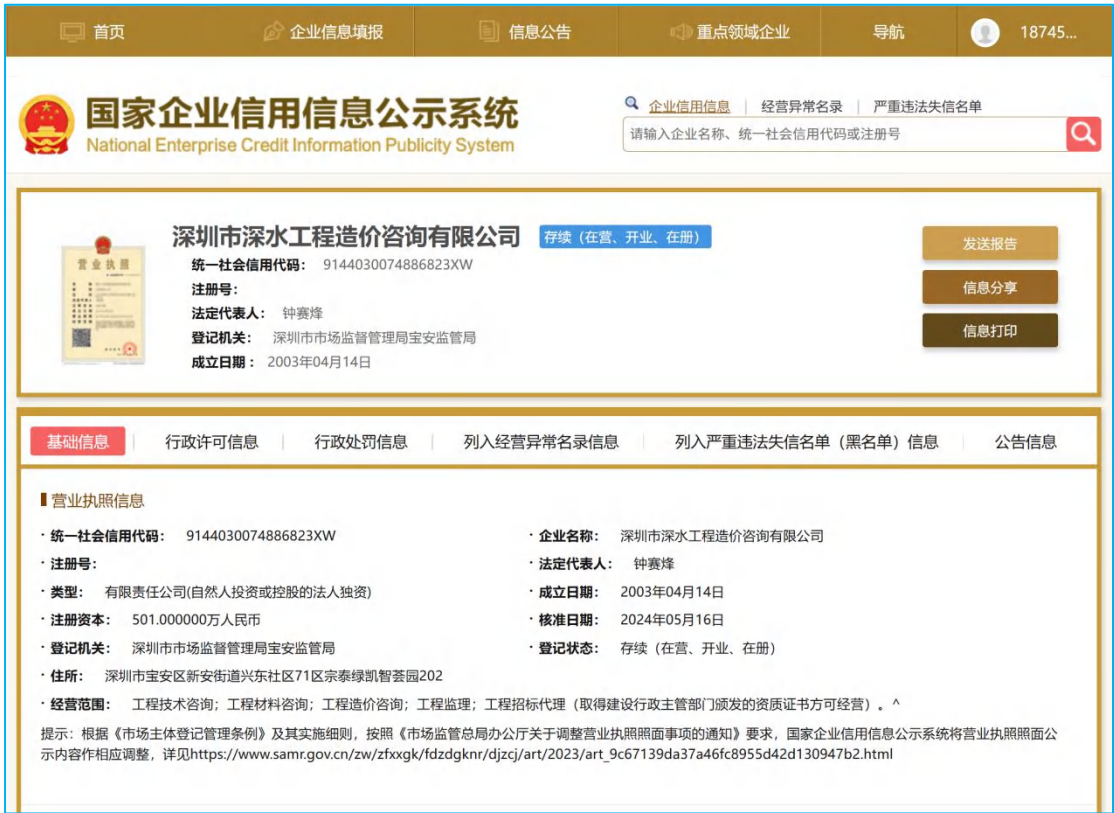 首页 企业信息填报 信息公告 重点领域企业 导航 18745...
国家企业信用信息公示系统
National Enterprise Credit Information Publicity System
企业信用信息 | 经营异常名录 | 严重违法失信名单
请输入企业名称、统一社会信用代码或注册号
营业执照
深圳市深水工程造价咨询有限公司 存续（在营、开业、在册）
统一社会信用代码： 9144030074886823XW
注册号：
法定代表人： 钟赛烽
登记机关： 深圳市市场监督管理局宝安监管局
成立日期： 2003年04月14日
发送报告
信息分享
信息打印
基础信息 | 行政许可信息 | 行政处罚信息 | 列入经营异常名录信息 | 列入严重违法失信名单（黑名单）信息 | 公告信息
营业执照信息
· 统一社会信用代码： 9144030074886823XW · 企业名称： 深圳市深水工程造价咨询有限公司
· 注册号： · 法定代表人： 钟赛烽
· 类型： 有限责任公司(自然人投资或控股的法人独资) · 成立日期： 2003年04月14日
· 注册资本： 501.000000万人民币 · 核准日期： 2024年05月16日
· 登记机关： 深圳市市场监督管理局宝安监管局 · 登记状态： 存续（在营、开业、在册）
· 住所： 深圳市宝安区新安街道兴东社区71区宗泰绿凯智荟园202
· 经营范围： 工程技术咨询；工程材料咨询；工程造价咨询；工程监理；工程招标代理（取得建设行政主管部门颁发的资质证书方可经营）。^
提示：根据《市场主体登记管理条例》及其实施细则，按照《市场监管总局办公厅关于调整营业执照照面事项的通知》要求，国家企业信用信息公示系统将营业执照照面公
示内容作相应调整，详见https://www.samr.gov.cn/zw/zfxxgk/fdzdgknr/djzcj/art/2023/art_9c67139da37a46fc8955d42d130947b2.html